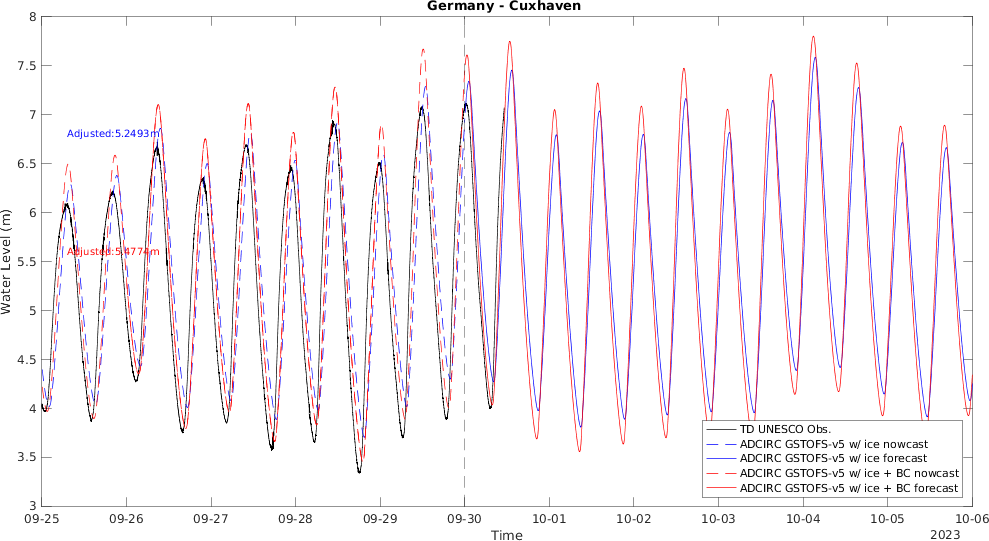 Germany - Cuxhaven
8
7.5
7
6.5
6
5.5
5
4.5
4
3.5
3
Water Level (m)
Adjusted:5.2493m
Adjusted:5.4774m
TD UNESCO Obs.
ADCIRC GSTOFS-v5 w/ ice nowcast
ADCIRC GSTOFS-v5 w/ ice forecast
ADCIRC GSTOFS-v5 w/ ice + BC nowcast
ADCIRC GSTOFS-v5 w/ ice + BC forecast
09-25 09-26 09-27 09-28 09-29 09-30 10-01 10-02 10-03 10-04 10-05 10-06
Time
2023